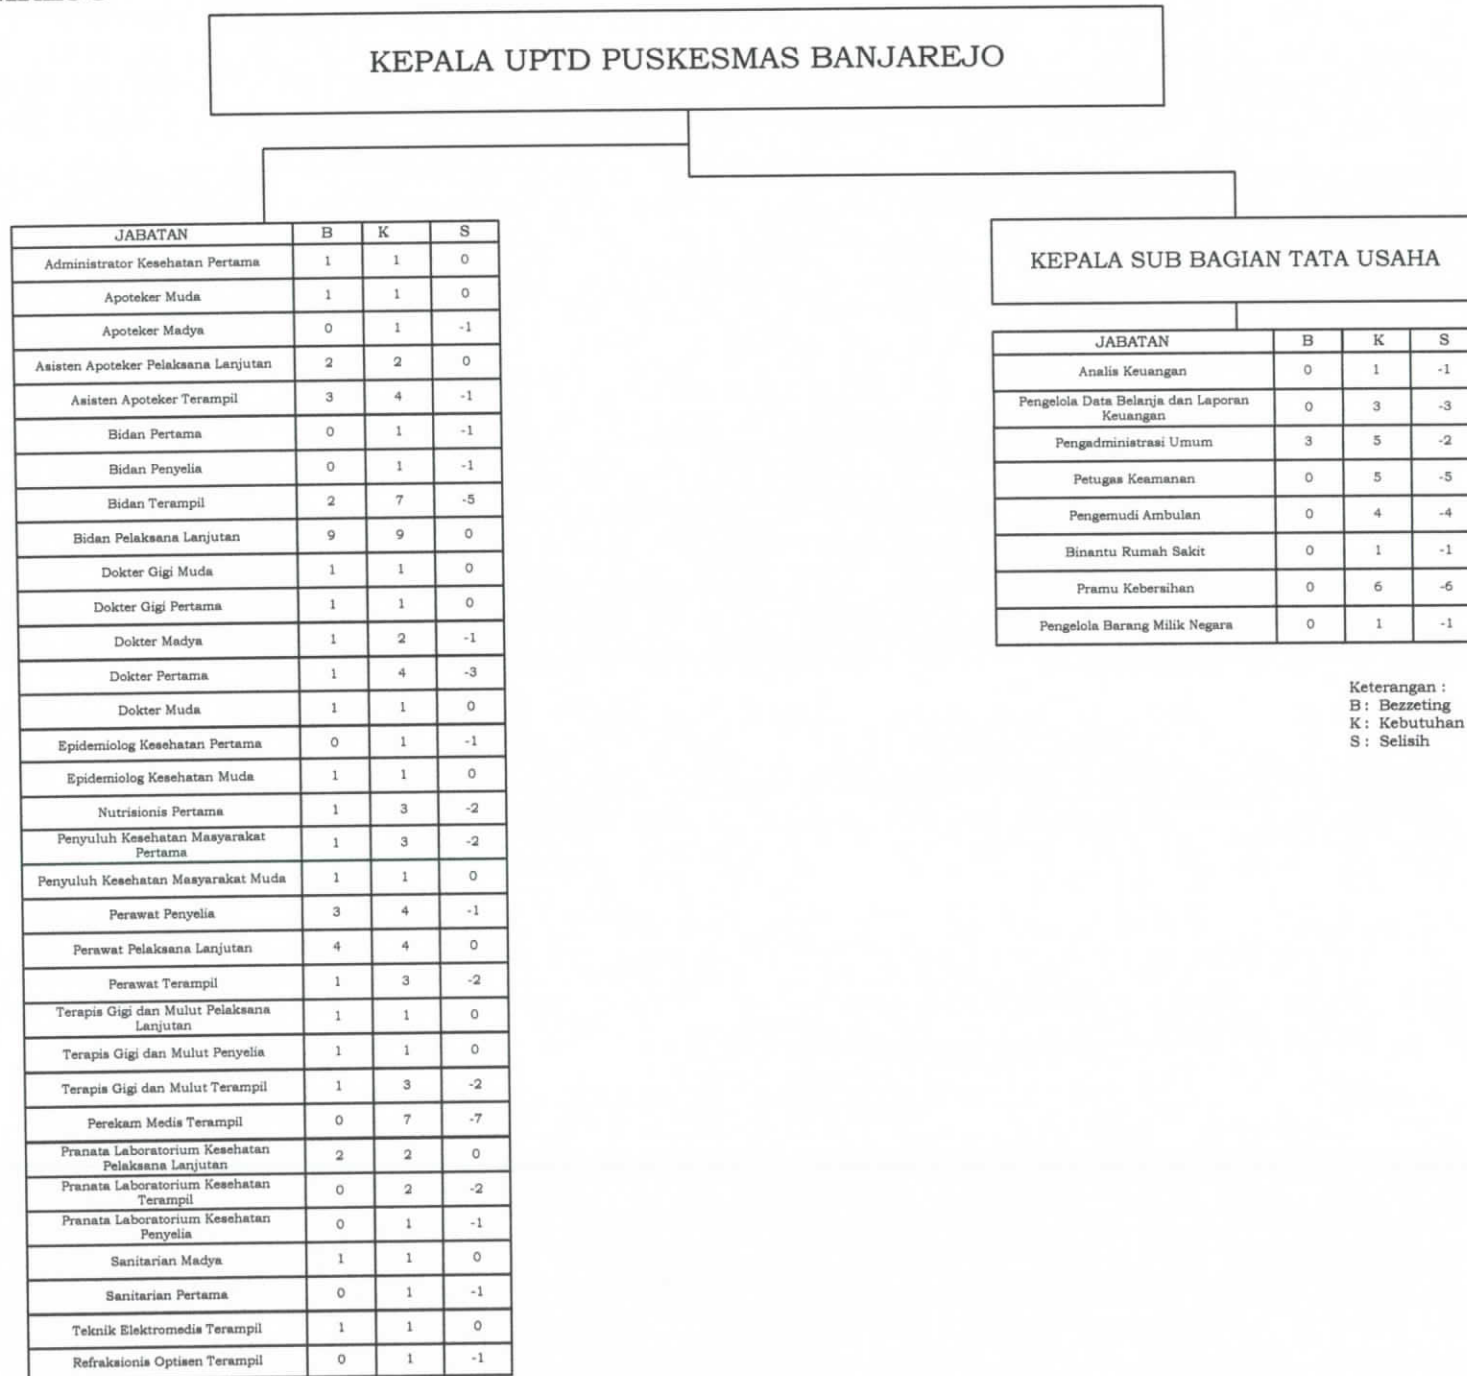 KEPALA UPTD PUSKESMAS BANJAREJO
JABATAN B K S
Administrator Kesehatan Pertama 1 1 0
Apoteker Muda 1 1 0
Apoteker Madya 0 1 -1
Asisten Apoteker Pelaksana Lanjutan 2 2 0
Asisten Apoteker Terampil 3 4 -1
Bidan Pertama 0 1 -1
Bidan Penyelia 0 1 -1
Bidan Terampil 2 7 -5
Bidan Pelaksana Lanjutan 9 9 0
Dokter Gigi Muda 1 1 0
Dokter Gigi Pertama 1 1 0
Dokter Madya 1 2 -1
Dokter Pertama 1 4 -3
Dokter Muda 1 1 0
Epidemiolog Kesehatan Pertama 0 1 -1
Epidemiolog Kesehatan Muda 1 1 0
Nutrisionis Pertama 1 3 -2
Penyuluh Kesehatan Masyarakat
Pertama 1 3 -2
Penyuluh Kesehatan Masyarakat Muda 1 1 0
Perawat Penyelia 3 4 -1
Perawat Pelaksana Lanjutan 4 4 0
Perawat Terampil 1 3 -2
Terapis Gigi dan Mulut Pelaksana
Lanjutan 1 1 0
Terapis Gigi dan Mulut Penyelia 1 1 0
Terapis Gigi dan Mulut Terampil 1 3 -2
Perekam Medis Terampil 0 7 -7
Pranata Laboratorium Kesehatan
Pelaksana Lanjutan 2 2 0
Pranata Laboratorium Kesehatan
Terampil 0 2 -2
Pranata Laboratorium Kesehatan
Penyelia 0 1 -1
Sanitarian Madya 1 1 0
Sanitarian Pertama 0 1 -1
Teknik Elektromedis Terampil 1 1 0
Refraksionis Optisen Terampil 0 1 -1
KEPALA SUB BAGIAN TATA USAHA
JABATAN B K S
Analis Keuangan 0 1 -1
Pengelola Data Belanja dan Laporan
Keuangan 0 3 -3
Pengadministrasi Umum 3 5 -2
Petugas Keamanan 0 5 -5
Pengemudi Ambulan 0 4 -4
Binantu Rumah Sakit 0 1 -1
Pramu Kebersihan 0 6 -6
Pengelola Barang Milik Negara 0 1 -1
Keterangan :
B : Bezzeting
K : Kebutuhan
S : Selisih